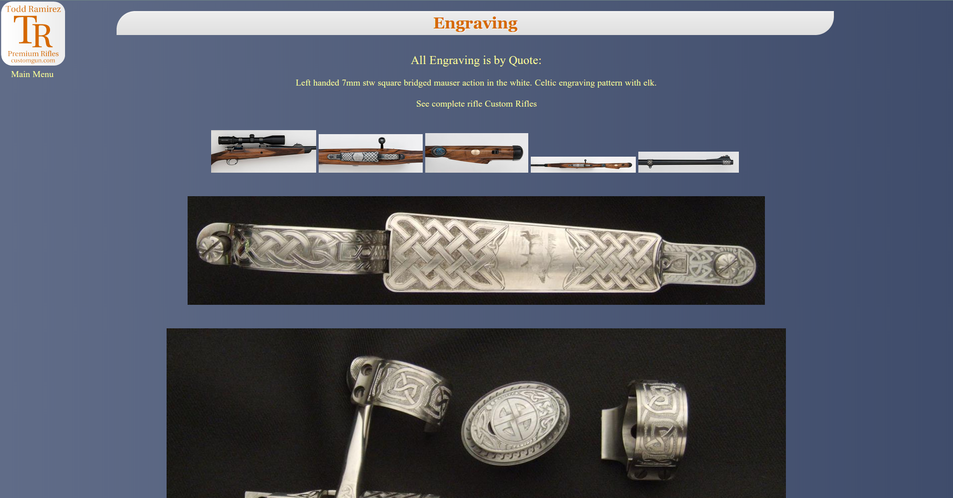 Todd Ramirez
TR
Premium Rifles
customgun.com
Main Menu
Engraving
All Engraving is by Quote:
Left handed 7mm stw square bridged mauser action in the white. Celtic engraving pattern with elk.
See complete rifle Custom Rifles